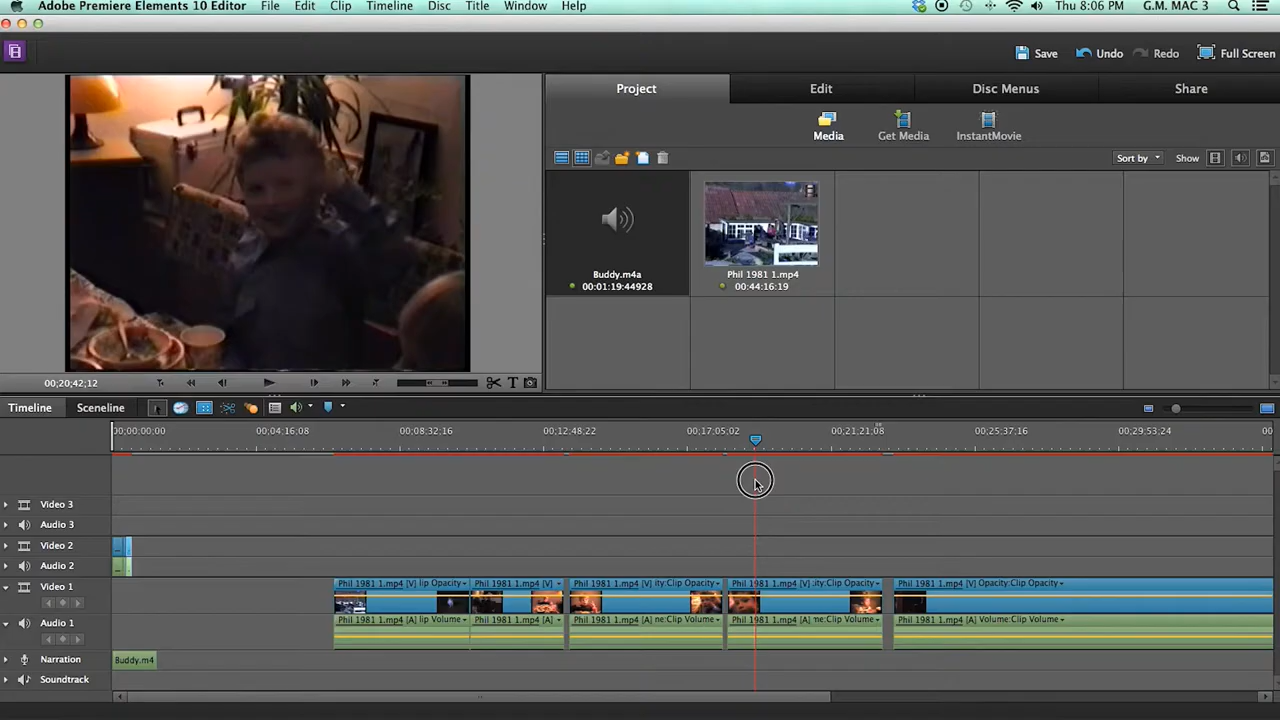 Adobe Premiere Elements 10 Editor File Edit Clip Timeline Disc Title Window Help Thu 8:06 PM G.M. MAC 3
Save Undo Redo Full Screen
Project Edit Disc Menus Share
Media Get Media InstantMovie
Sort by Show
Buddy.m4a Phil 1981 1.mp4
00:01:19:44928 00:44:16:19
00;20;42;12
Timeline Sceneline T
00;00;00;00 00;04;16;08 00;08;32;16 00;12;48;22 00;17;05;02 00;21;21;08 00;25;37;16 00;29;53;24 00
Video 3
Audio 3
Video 2
Audio 2
Video 1 Phil 1981 1.mp4 [V] lip Opacity Phil 1981 1.mp4 [V] Phil 1981 1.mp4 [V] ity:Clip Opacity Phil 1981 1.mp4 [V] :ity:Clip Opacity Phil 1981 1.mp4 [V] Opacity:Clip Opacity
Audio 1 Phil 1981 1.mp4 [A] lip Volume Phil 1981 1.mp4 [A] Phil 1981 1.mp4 [A] ne:Clip Volume Phil 1981 1.mp4 [A] me:Clip Volume Phil 1981 1.mp4 [A] Volume:Clip Volume
Narration Buddy.m4
Soundtrack